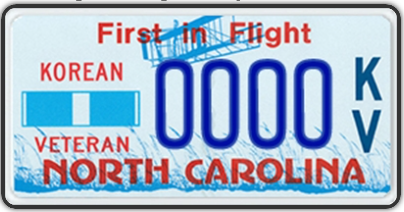 First in Flight
KOREAN
VETERAN
0000
KV
NORTH CAROLINA